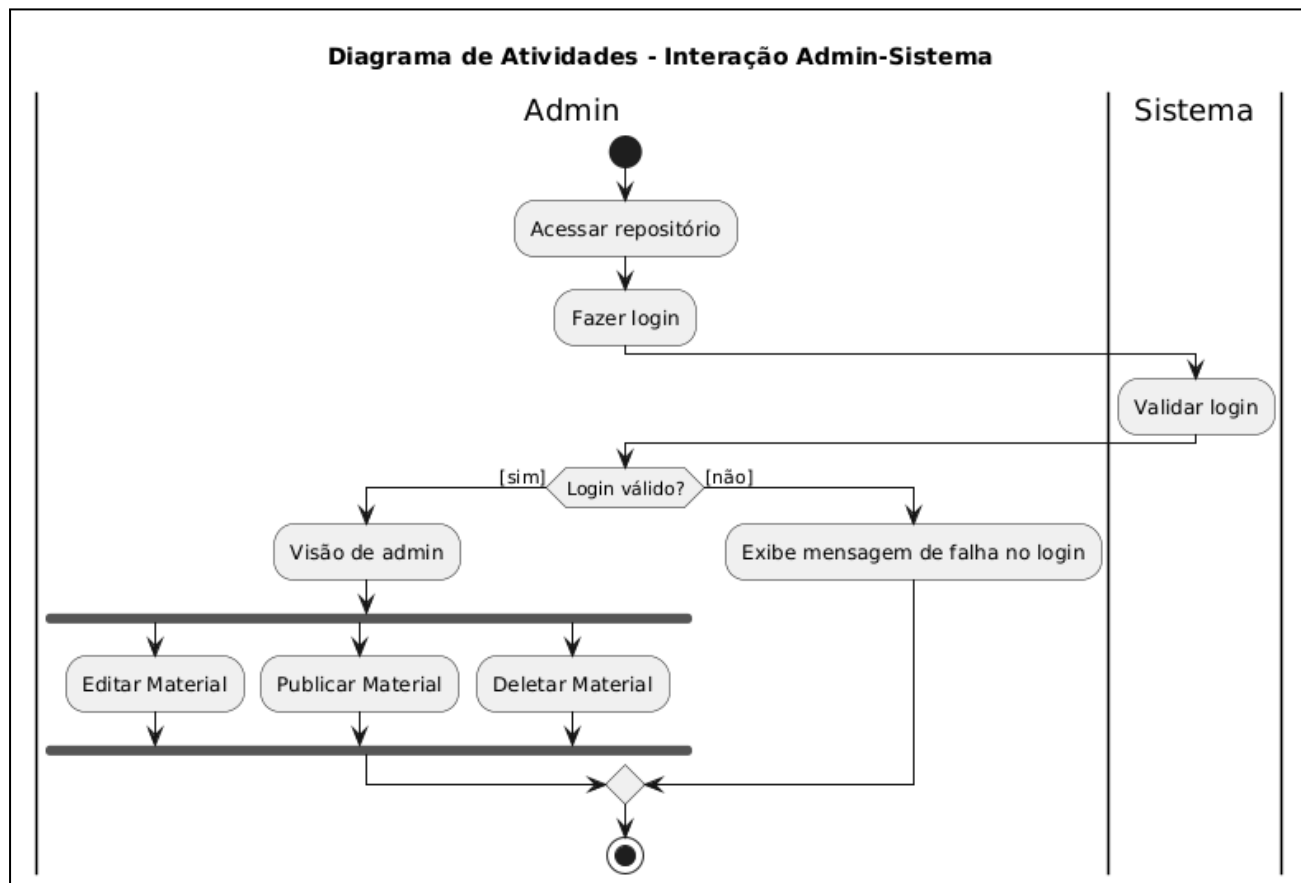 Diagrama de Atividades - Interação Admin-Sistema
Admin
Sistema
Acessar repositório
Fazer login
Validar login
[sim]
Login válido?
[não]
Visão de admin
Exibe mensagem de falha no login
Editar Material
Publicar Material
Deletar Material